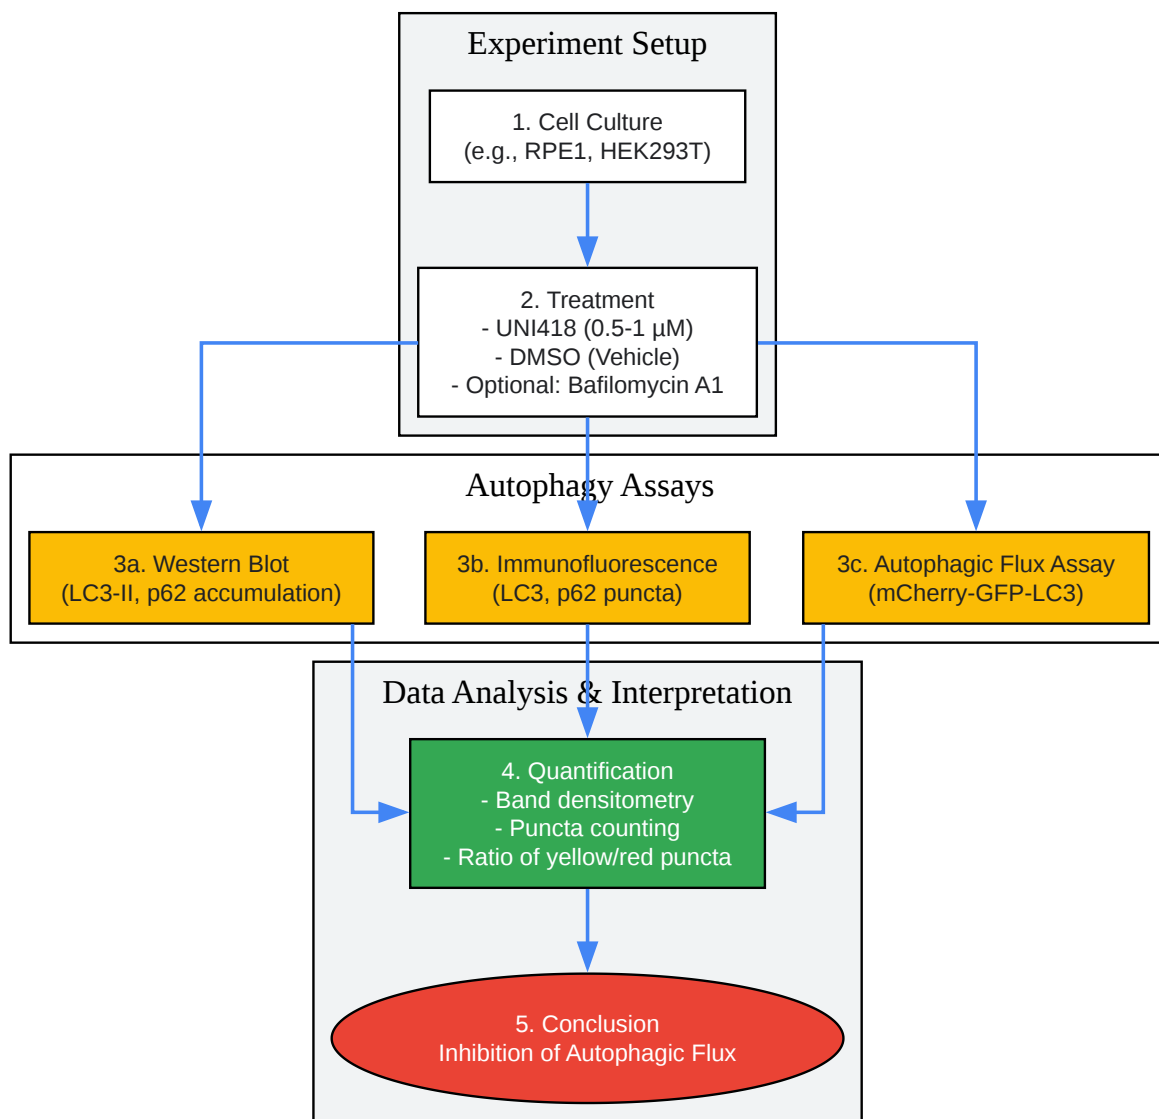 Experiment Setup
1. Cell Culture
(e.g., RPE1, HEK293T)
2. Treatment
- UNI418 (0.5-1 µM)
- DMSO (Vehicle)
- Optional: Bafilomycin A1
Autophagy Assays
3a. Western Blot
(LC3-II, p62 accumulation)
3b. Immunofluorescence
(LC3, p62 puncta)
3c. Autophagic Flux Assay
(mCherry-GFP-LC3)
Data Analysis & Interpretation
4. Quantification
- Band densitometry
- Puncta counting
- Ratio of yellow/red puncta
5. Conclusion
Inhibition of Autophagic Flux